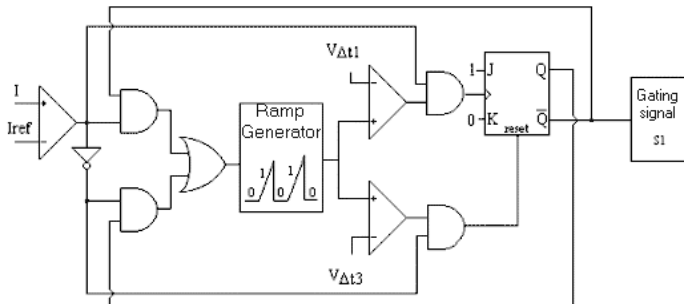 VΔt1
I
Iref
Ramp
Generator
0 1 0 1 0
1 J Q
0 K reset Q̅
Gating
signal
S1
VΔt3